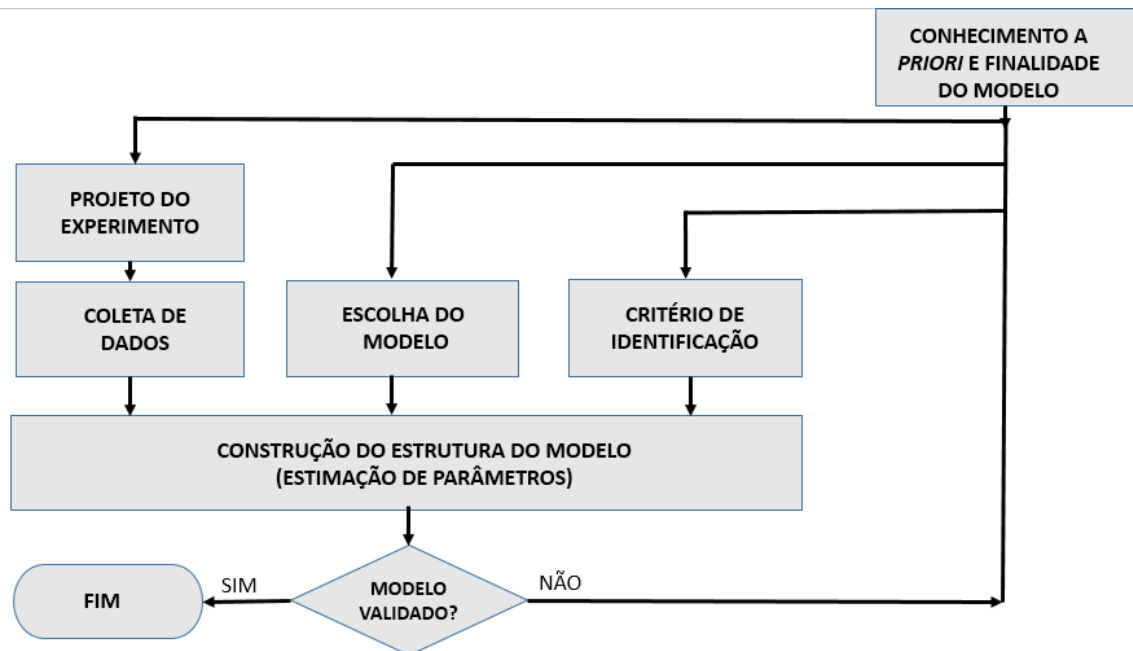 CONHECIMENTO A
PRIORI E FINALIDADE
DO MODELO
PROJETO DO
EXPERIMENTO
COLETA DE
DADOS
ESCOLHA DO
MODELO
CRITÉRIO DE
IDENTIFICAÇÃO
CONSTRUÇÃO DO ESTRUTURA DO MODELO
(ESTIMAÇÃO DE PARÂMETROS)
MODELO
VALIDADO?
SIM
NÃO
FIM